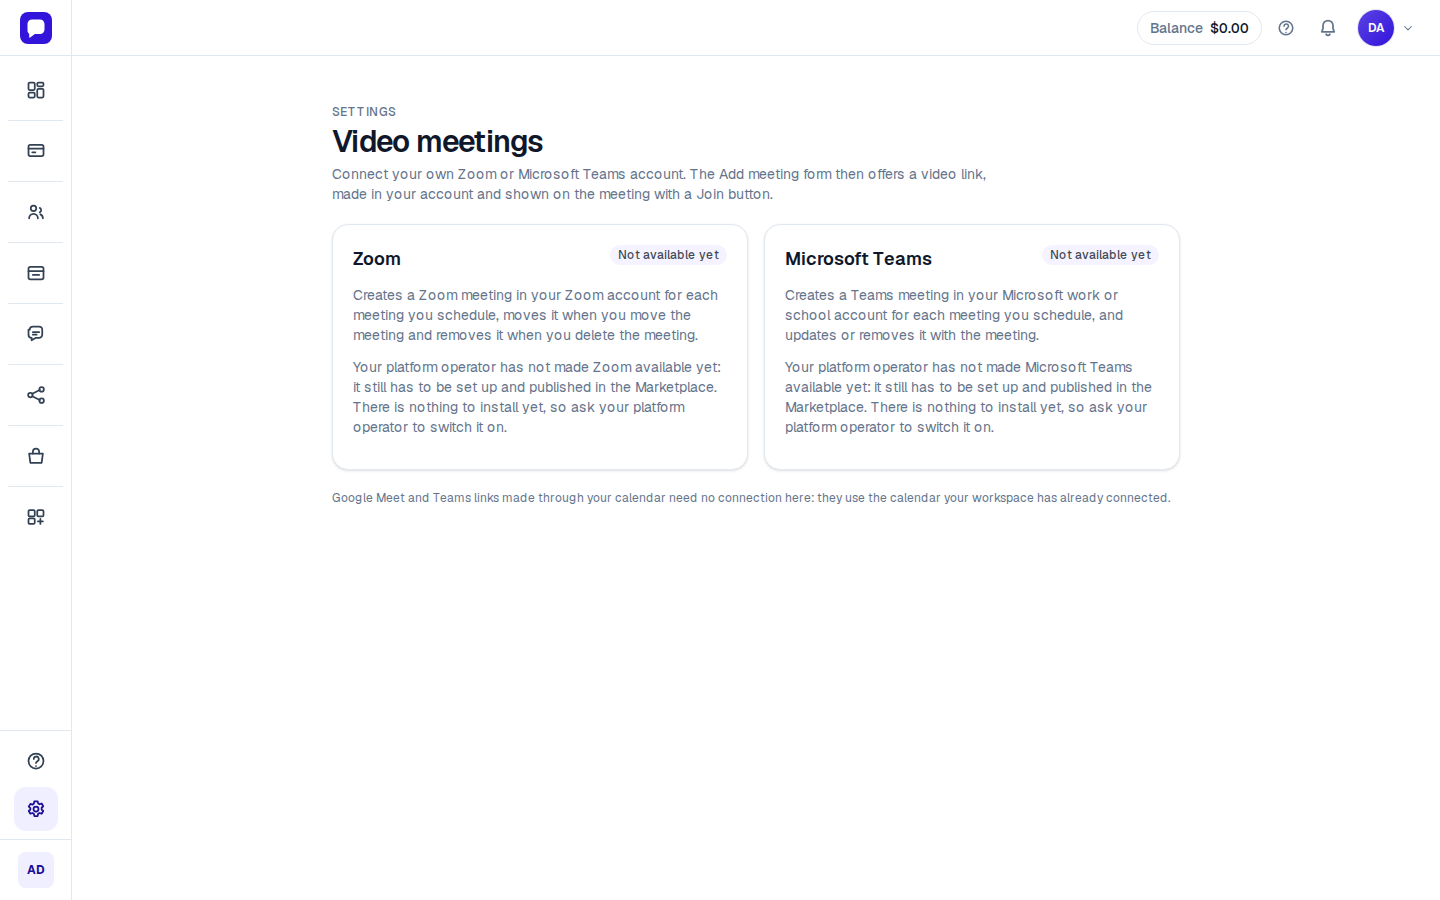 Balance $0.00
DA
SETTINGS
Video meetings
Connect your own Zoom or Microsoft Teams account. The Add meeting form then offers a video link,
made in your account and shown on the meeting with a Join button.
Zoom
Not available yet
Creates a Zoom meeting in your Zoom account for each
meeting you schedule, moves it when you move the
meeting and removes it when you delete the meeting.
Your platform operator has not made Zoom available yet:
it still has to be set up and published in the Marketplace.
There is nothing to install yet, so ask your platform
operator to switch it on.
Microsoft Teams
Not available yet
Creates a Teams meeting in your Microsoft work or
school account for each meeting you schedule, and
updates or removes it with the meeting.
Your platform operator has not made Microsoft Teams
available yet: it still has to be set up and published in the
Marketplace. There is nothing to install yet, so ask your
platform operator to switch it on.
Google Meet and Teams links made through your calendar need no connection here: they use the calendar your workspace has already connected.
AD